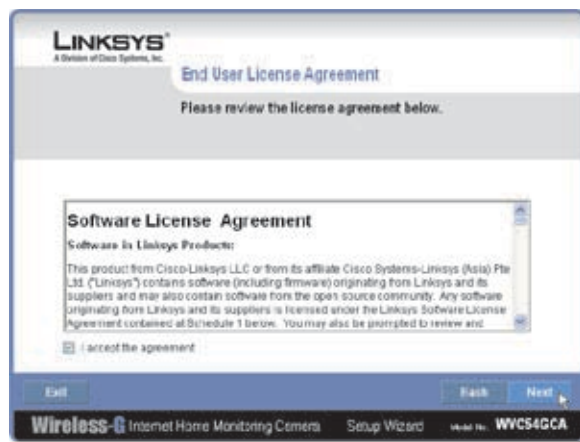 LINKSYS®
A Division of Cisco Systems, Inc.
End User License Agreement
Please review the license agreement below.
Software License Agreement
Software in Linksys Products:
This product from Cisco-Linksys LLC or from its affiliate Cisco Systems-Linksys (Asia) Pte
Ltd. ("Linksys") contains software (including firmware) originating from Linksys and its
suppliers and may also contain software from the open source community. Any software
originating from Linksys and its suppliers is licensed under the Linksys Software License
Agreement contained at Schedule 1 below. You may also be prompted to review and
I accept the agreement
Exit
Back
Next
Wireless-G Internet Home Monitoring Camera Setup Wizard Model No. WVC54GCA